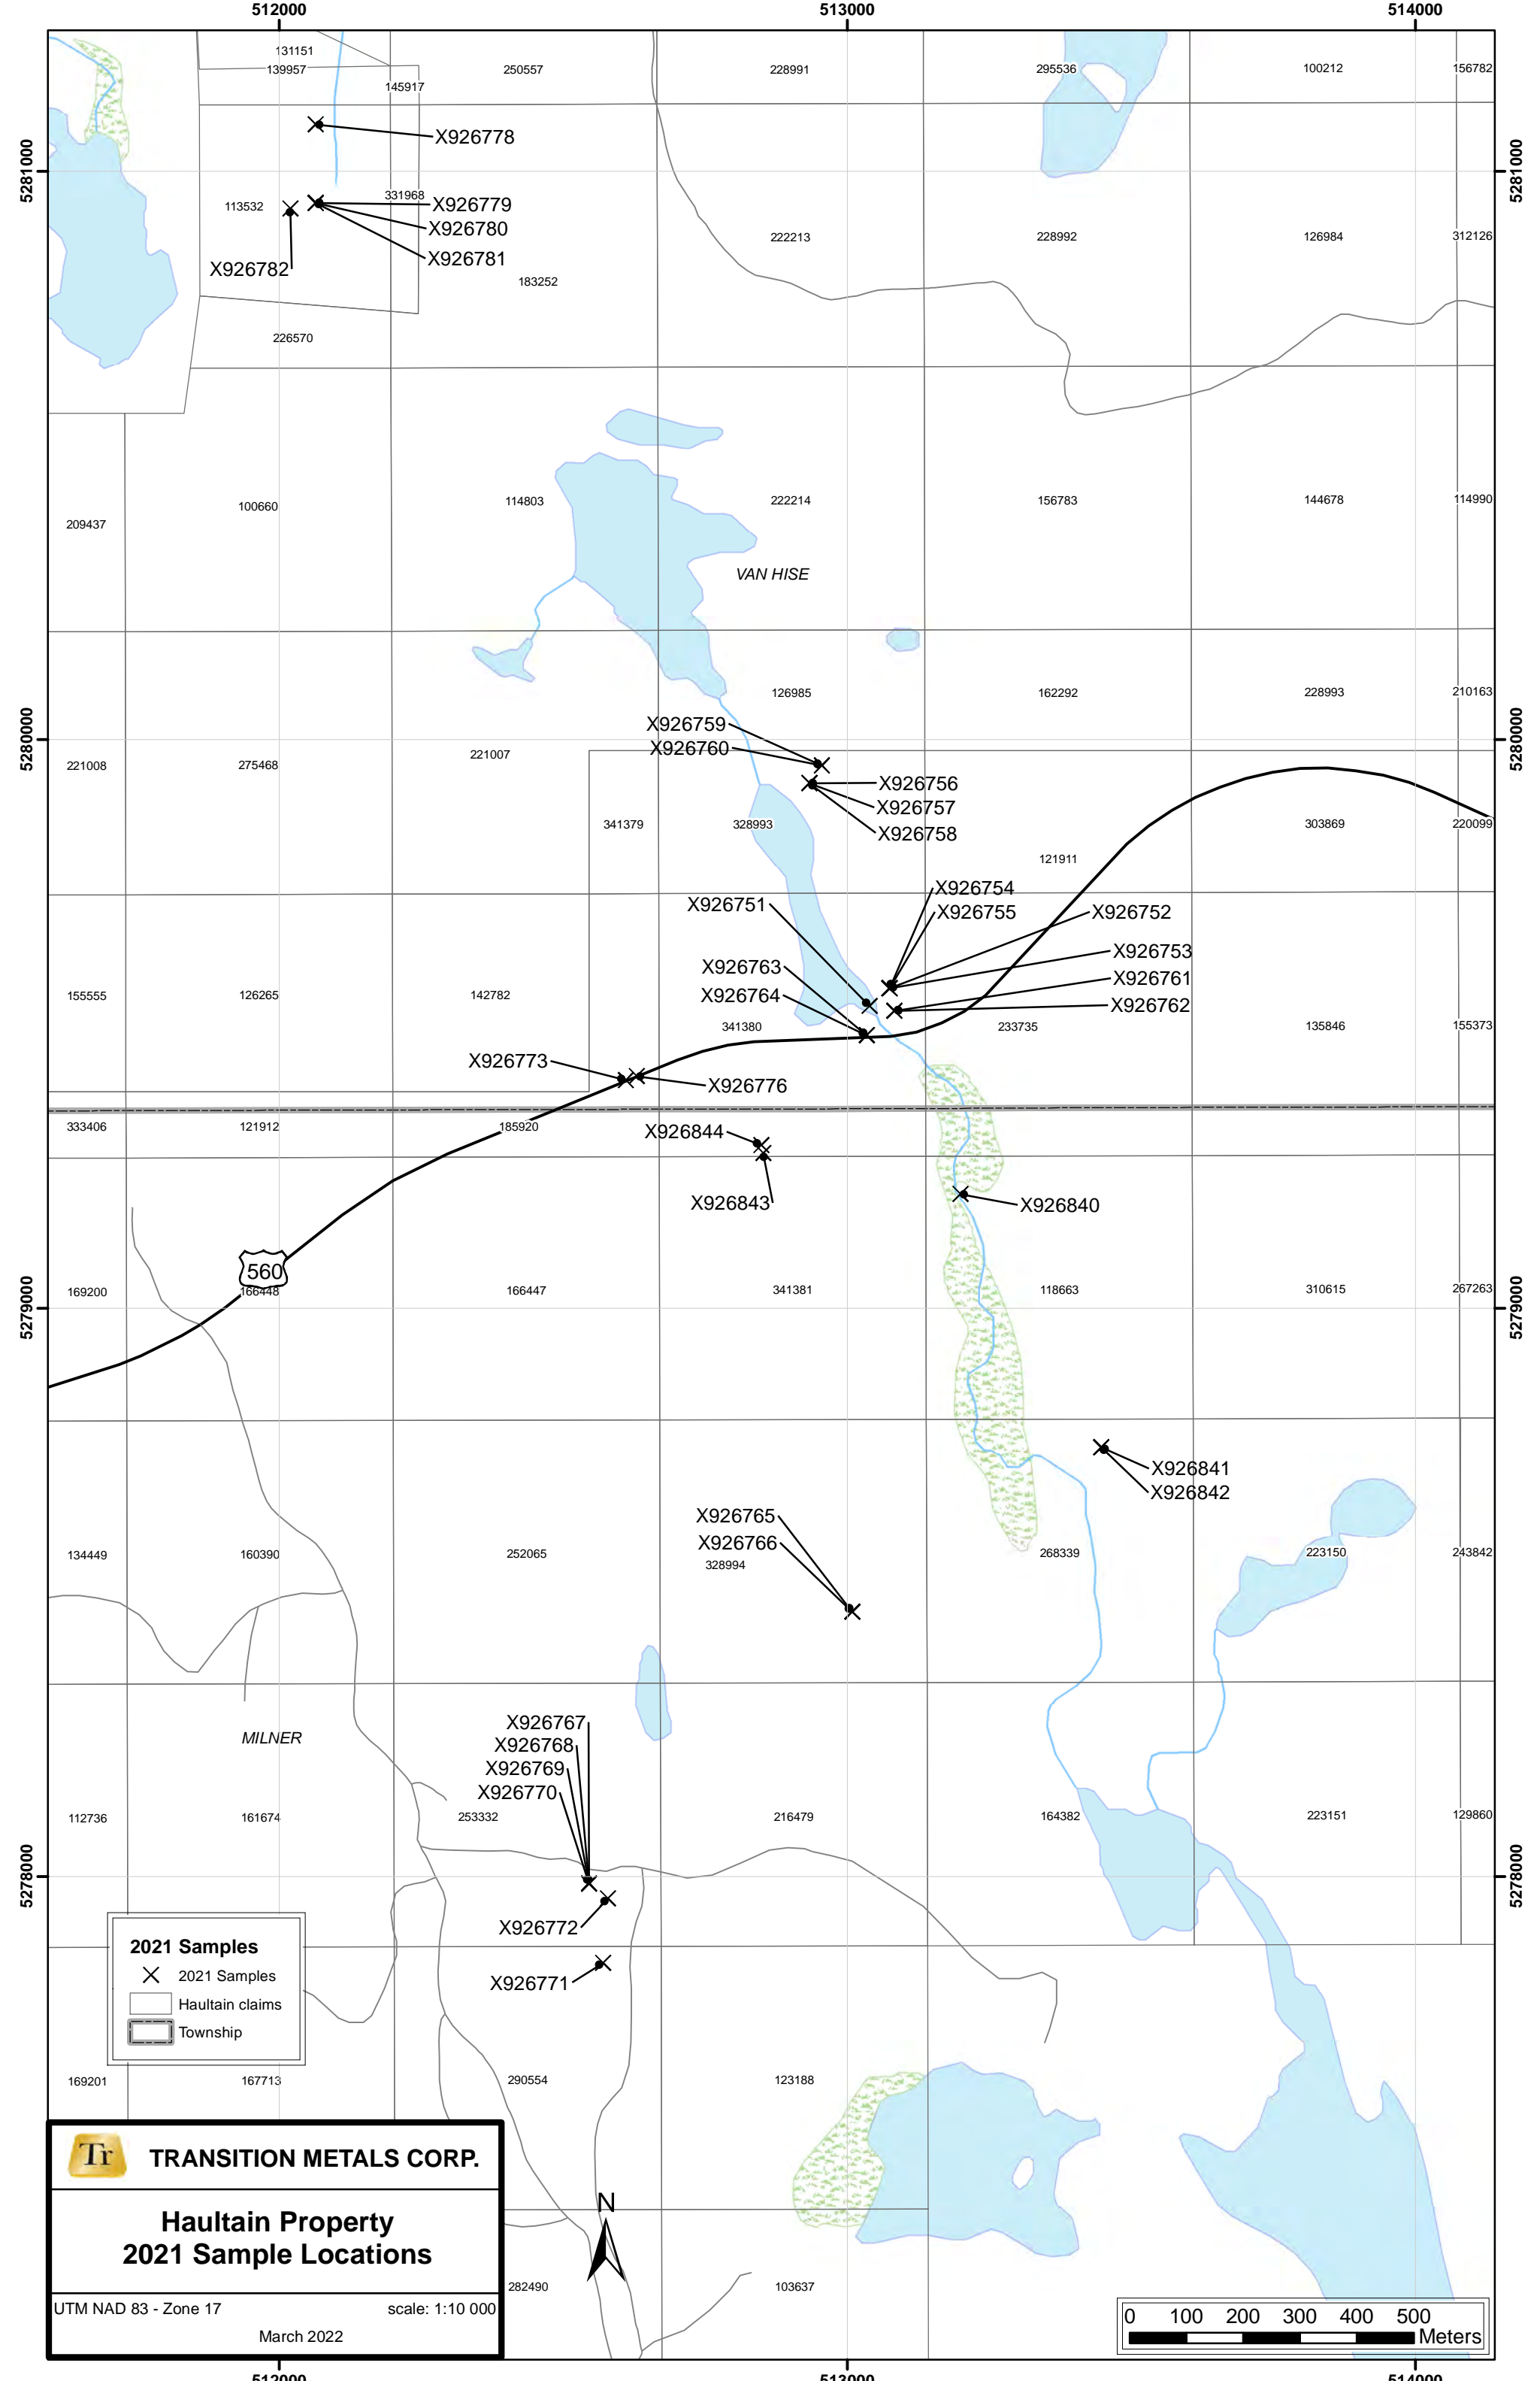 512000 513000 514000
131151
139957 250557 228991 295536 100212 156782
145917
X926778
5281000 5281000
331968
113532 X926779
X926780
222213 228992 126984 312126
X926781
X926782
183252
226570
114803 222214 156783 144678 114990
100660
209437
VAN HISE
126985 162292 228993 210163
X926759
5280000 5280000
X926760
221007
221008 275468
X926756
X926757
341379 328993 303869 220099
X926758
121911
X926754
X926751
X926755 X926752
X926753
X926763
X926761
155555 126265 142782 X926764
X926762
341380 233735 135846 155373
X926773
X926776
333406 121912 185920
X926844
X926843
X926840
560
169200 166448 166447 341381 118663 310615 267263
5279000 5279000
X926841
X926842
X926765
X926766
134449 160390 252065 268339 223150 243842
328994
X926767
MILNER
X926768
X926769
X926770
112736 161674 253332 216479 164382 223151 129860
5278000 5278000
X926772
X926771
2021 Samples
2021 Samples
Haultain claims
Township
169201 167713 290554 123188
Tr TRANSITION METALS CORP.
N
Haultain Property
2021 Sample Locations
282490 103637
UTM NAD 83 - Zone 17 scale: 1:10 000
March 2022
0 100 200 300 400 500
Meters
512000 513000 514000